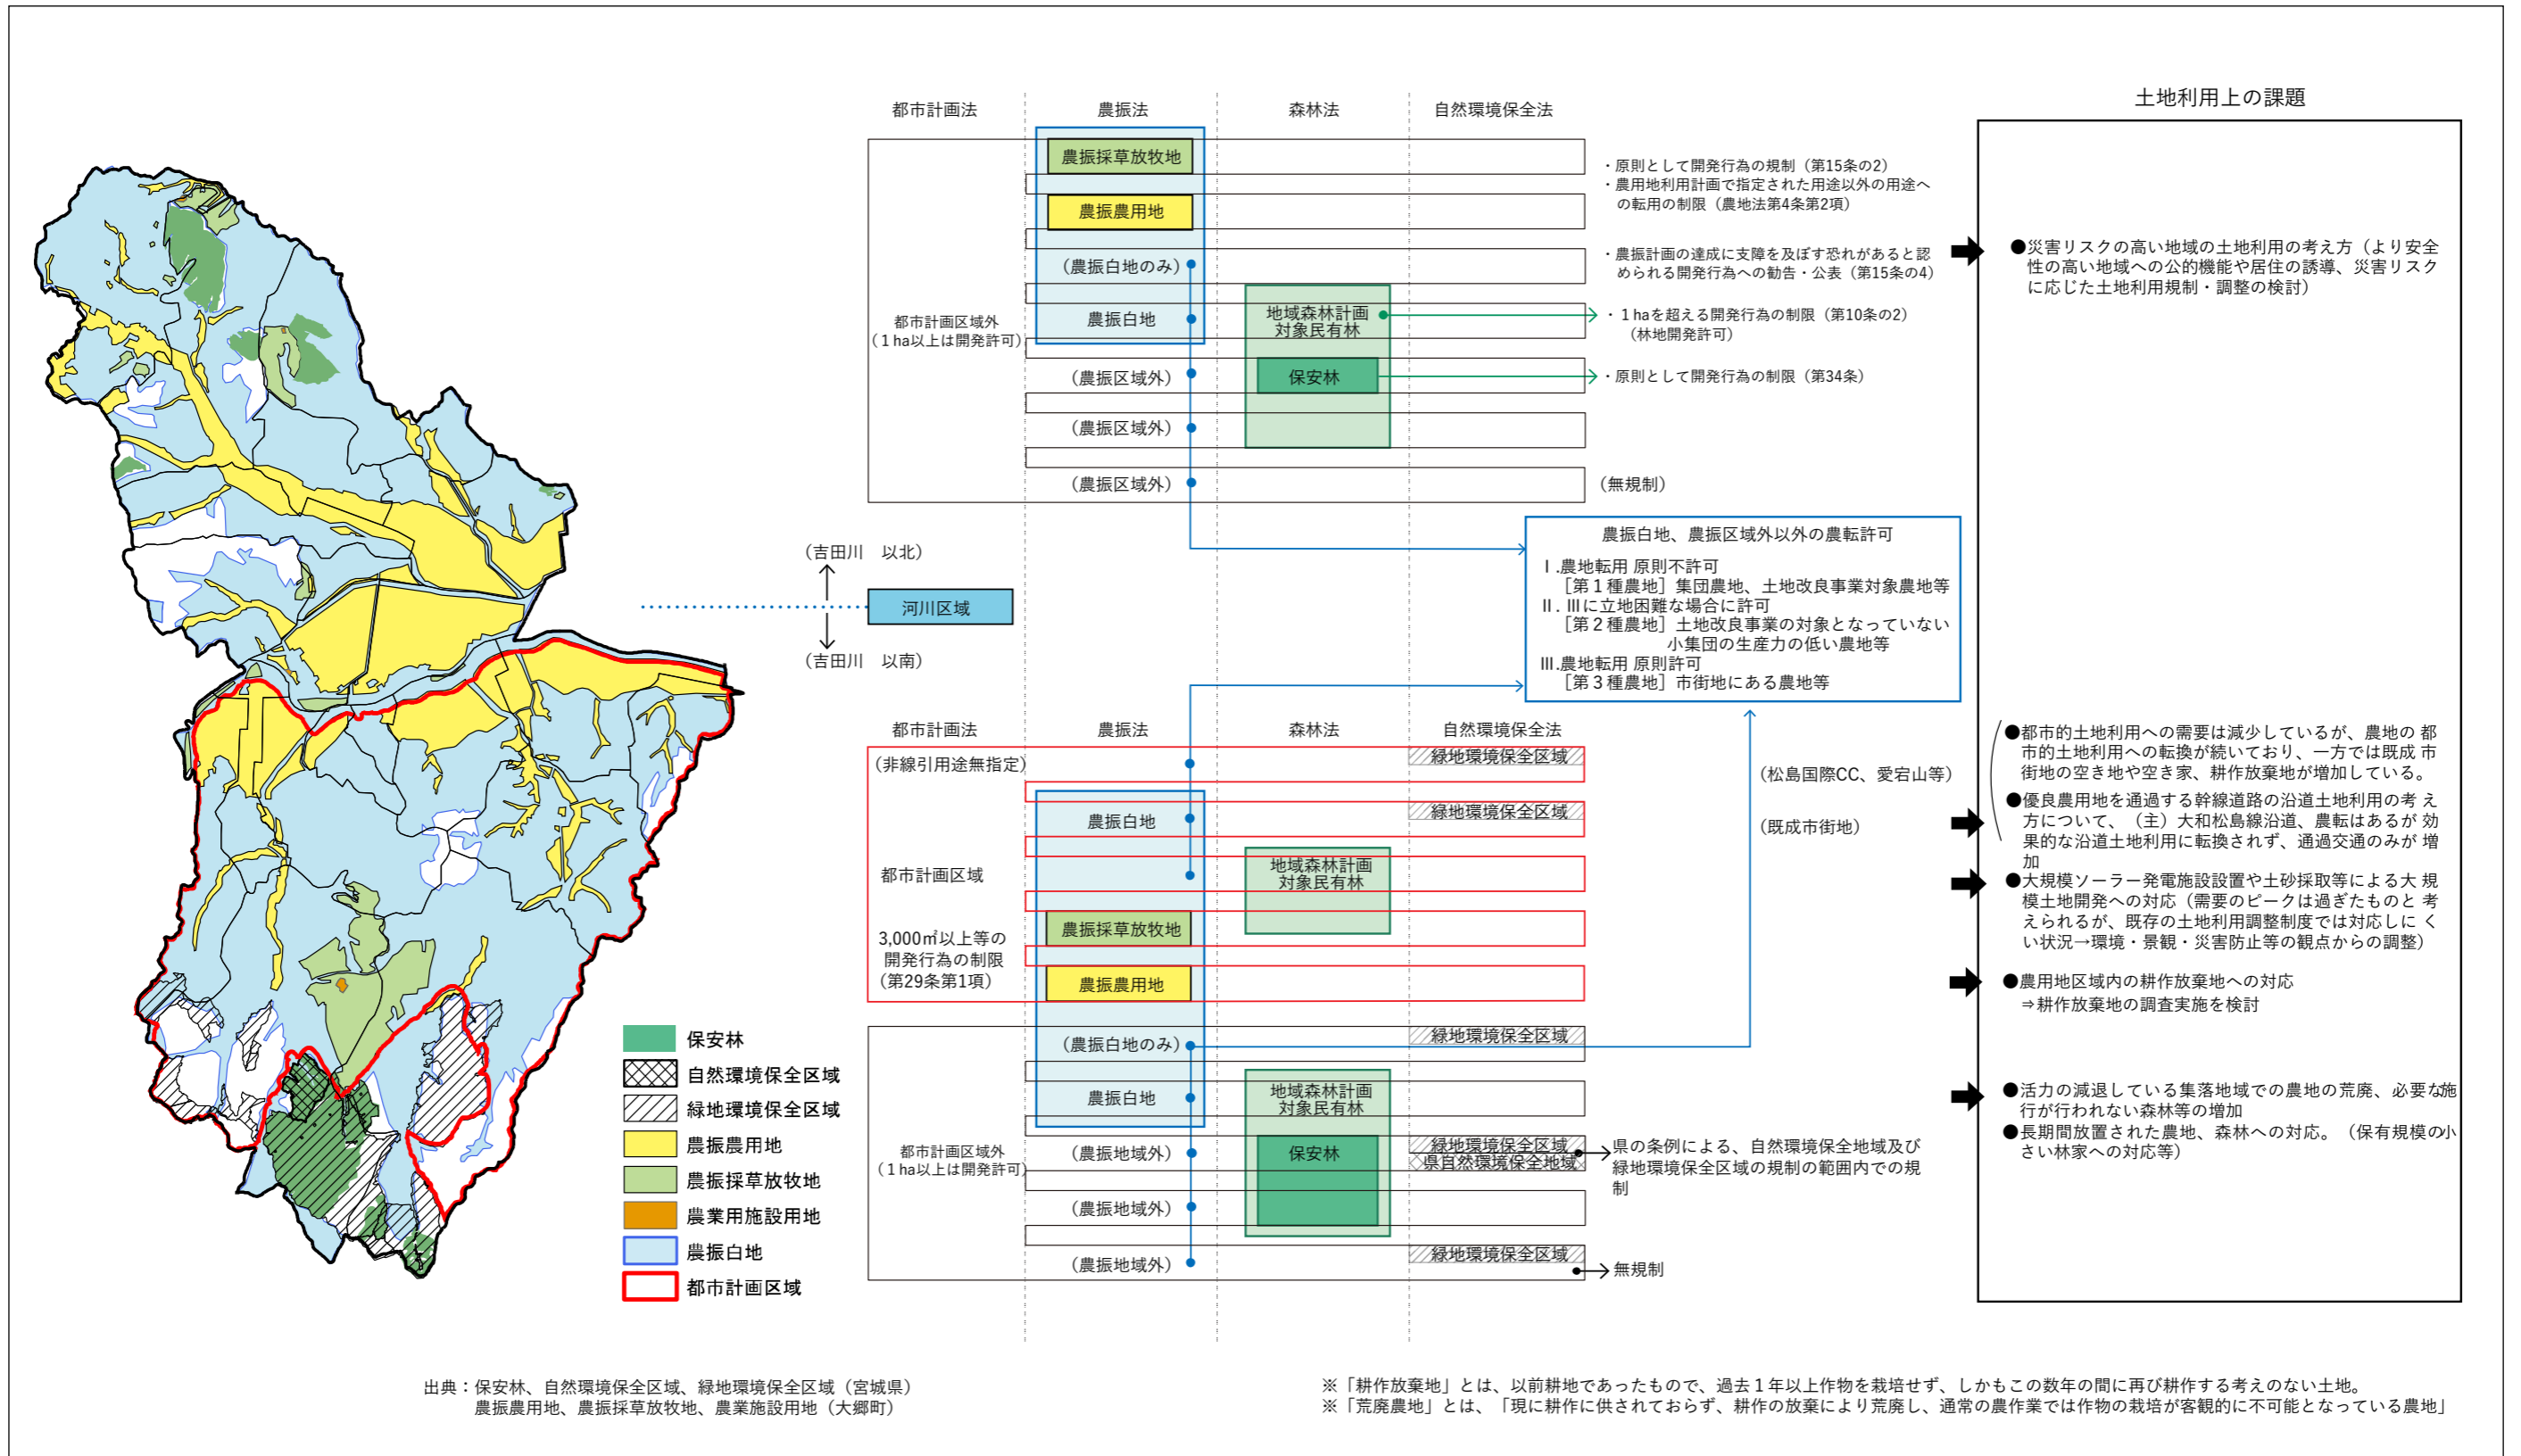 土地利用上の課題
都市計画法
農振法
森林法
自然環境保全法
農振採草放牧地
農振農用地
（農振白地のみ）
農振白地
（農振区域外）
（農振区域外）
（農振区域外）
都市計画区域外
（１ha以上は開発許可）
地域森林計画
対象民有林
保安林
・原則として開発行為の規制（第15条の2）
・農用地利用計画で指定された用途以外の用途へ
の転用の制限（農地法第4条第2項）
・農振計画の達成に支障を及ぼす恐れがあると認
められる開発行為への勧告・公表（第15条の4）
・１haを超える開発行為の制限（第10条の2）
（林地開発許可）
・原則として開発行為の制限（第34条）
（無規制）
●災害リスクの高い地域の土地利用の考え方（より安全
性の高い地域への公的機能や居住の誘導、災害リスク
に応じた土地利用規制・調整の検討）
（吉田川　以北）
河川区域
（吉田川　以南）
農振白地、農振区域外以外の農転許可
Ⅰ.農地転用 原則不許可
［第１種農地］集団農地、土地改良事業対象農地等
Ⅱ. Ⅲに立地困難な場合に許可
［第２種農地］土地改良事業の対象となっていない
小集団の生産力の低い農地等
Ⅲ.農地転用 原則許可
［第３種農地］市街地にある農地等
都市計画法
農振法
森林法
自然環境保全法
（非線引用途無指定）
緑地環境保全区域
（松島国際CC、愛宕山等）
農振白地
緑地環境保全区域
（既成市街地）
都市計画区域
地域森林計画
対象民有林
農振採草放牧地
3,000㎡以上等の
開発行為の制限
（第29条第1項）
農振農用地
●都市的土地利用への需要は減少しているが、農地の 都
市的土地利用への転換が続いており、一方では既成 市
街地の空き地や空き家、耕作放棄地が増加している。
●優良農用地を通過する幹線道路の沿道土地利用の考 え
方について、（主）大和松島線沿道、農転はあるが 効
果的な沿道土地利用に転換されず、通過交通のみが 増
加
●大規模ソーラー発電施設設置や土砂採取等による大 規
模土地開発への対応（需要のピークは過ぎたものと 考
えられるが、既存の土地利用調整制度では対応しに く
い状況→環境・景観・災害防止等の観点からの調整）
●農用地区域内の耕作放棄地への対応
⇒耕作放棄地の調査実施を検討
（農振白地のみ）
緑地環境保全区域
農振白地
地域森林計画
対象民有林
都市計画区域外
（１ha以上は開発許可）
（農振地域外）
保安林
緑地環境保全区域
県自然環境保全地域
県の条例による、自然環境保全地域及び
緑地環境保全区域の規制の範囲内での規
制
（農振地域外）
（農振地域外）
緑地環境保全区域
無規制
●活力の減退している集落地域での農地の荒廃、必要な施
行が行われない森林等の増加
●長期間放置された農地、森林への対応。（保有規模の小
さい林家への対応等）
保安林
自然環境保全区域
緑地環境保全区域
農振農用地
農振採草放牧地
農業用施設用地
農振白地
都市計画区域
出典：保安林、自然環境保全区域、緑地環境保全区域（宮城県）
農振農用地、農振採草放牧地、農業施設用地（大郷町）
※「耕作放棄地」とは、以前耕地であったもので、過去１年以上作物を栽培せず、しかもこの数年の間に再び耕作する考えのない土地。
※「荒廃農地」とは、「現に耕作に供されておらず、耕作の放棄により荒廃し、通常の農作業では作物の栽培が客観的に不可能となっている農地」